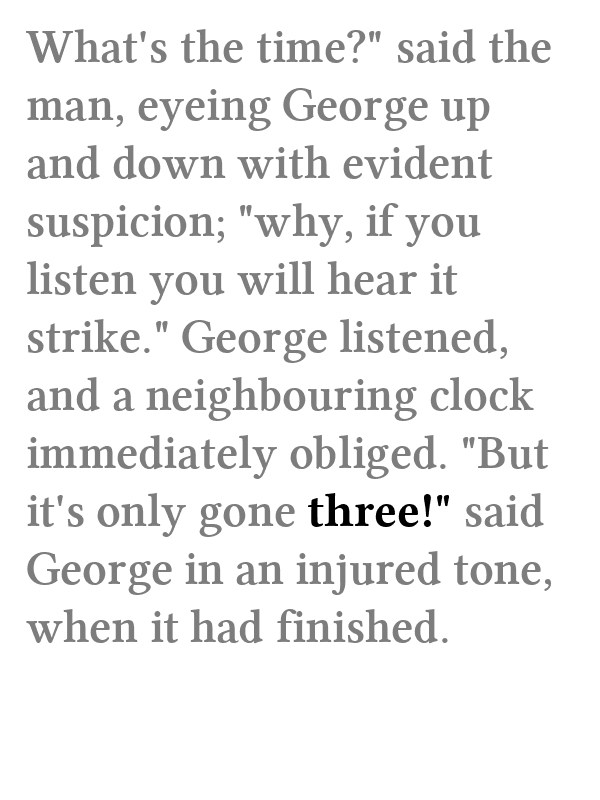 What's the time?" said the
man, eyeing George up
and down with evident
suspicion; "why, if you
listen you will hear it
strike." George listened,
and a neighbouring clock
immediately obliged. "But
it's only gone three!" said
George in an injured tone,
when it had finished.